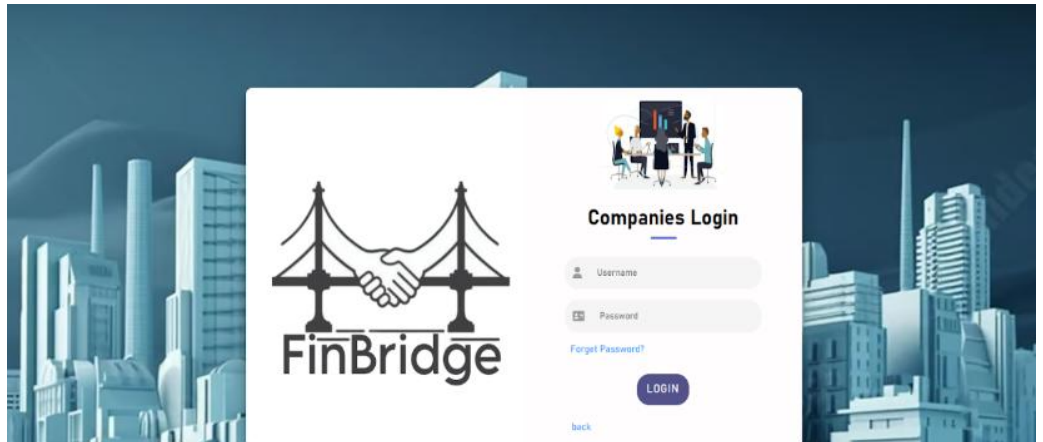 FinBridge
Companies Login
Username
Password
Forget Password?
LOGIN
back